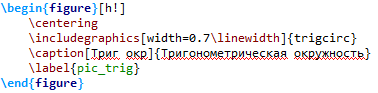 \begin{figure}[h!]
\centering
\includegraphics[width=0.7\linewidth]{trigcirc}
\caption[Триг окр]{Тригонометрическая окружность}
\label{pic_trig}
\end{figure}